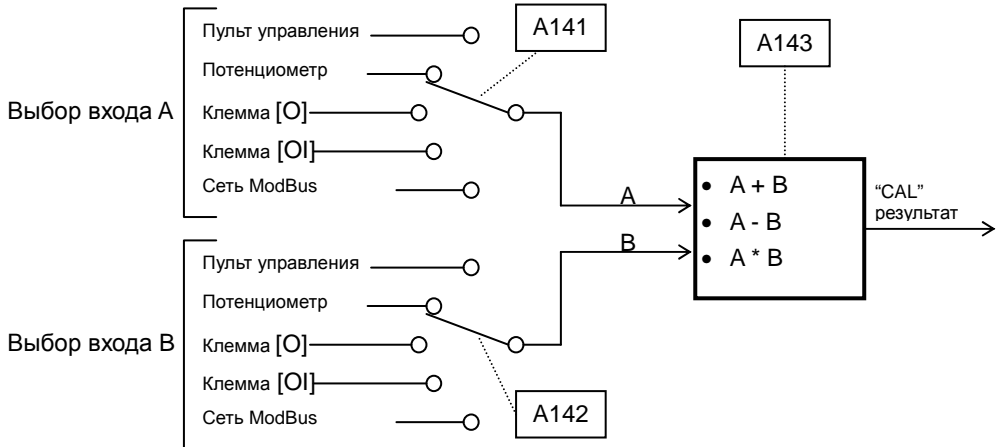 Выбор входа A
Пульт управления
Потенциометр
Клемма [O]
Клемма [OI]
Сеть ModBus
A141
A143
A
B
• A + B
• A - B
• A * B
“CAL”
результат
Выбор входа B
Пульт управления
Потенциометр
Клемма [O]
Клемма [OI]
Сеть ModBus
A142